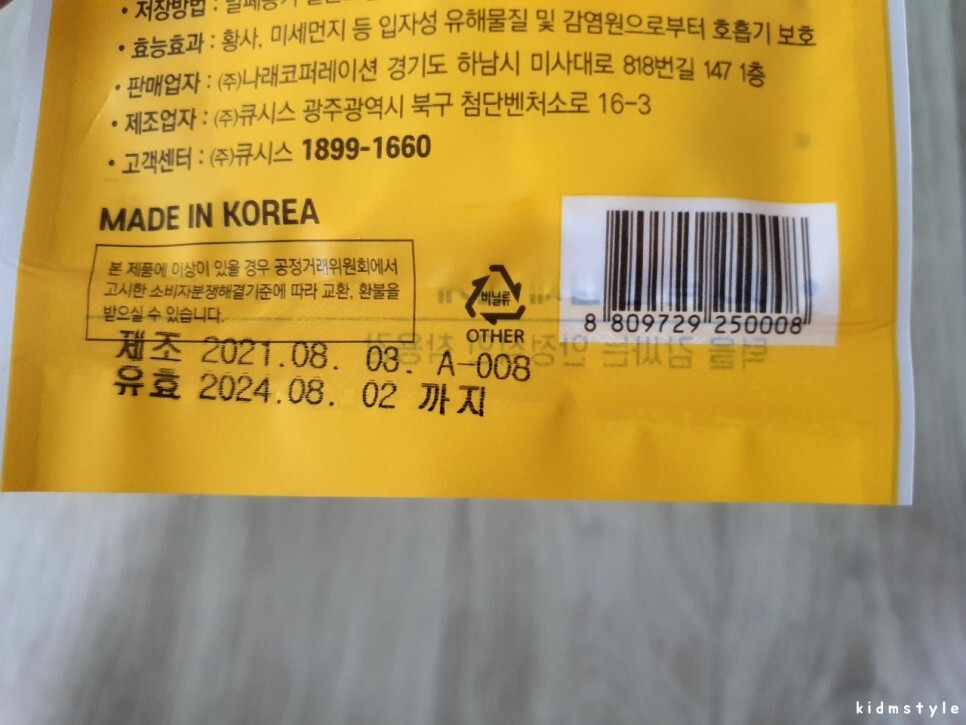 • 저장방법 : 밀폐용기
• 효능효과 : 황사, 미세먼지 등 입자성 유해물질 및 감염원으로부터 호흡기 보호
• 판매업자 : (주)나래코퍼레이션 경기도 하남시 미사대로 818번길 147 1층
• 제조업자 : (주)큐시스 광주광역시 북구 첨단벤처소로 16-3
• 고객센터 : (주)큐시스 1899-1660
MADE IN KOREA
본 제품에 이상이 있을 경우 공정거래위원회에서
고시한 소비자분쟁해결기준에 따라 교환, 환불을
받으실 수 있습니다.
비닐류
OTHER
8 809729 250008
제조 2021.08. 03. A-008
유효 2024.08. 02 까지
kidmstyle